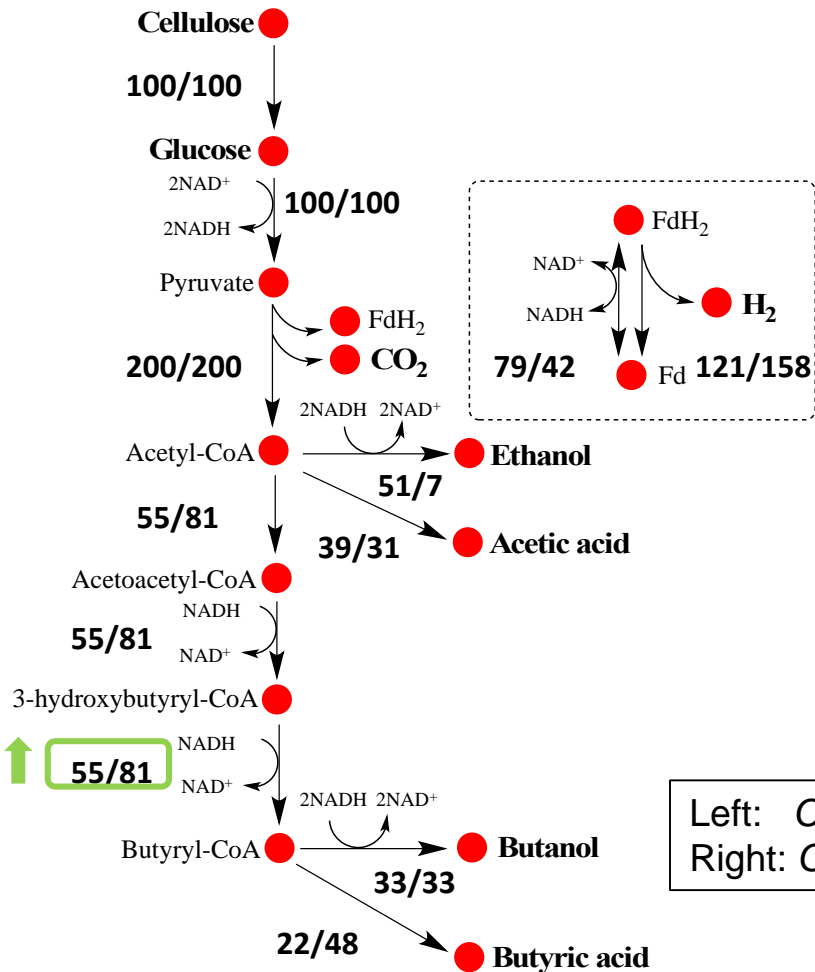 Cellulose
100/100
Glucose
2NAD⁺
2NADH
100/100
Pyruvate
FdH₂
CO₂
200/200
FdH₂
NAD⁺
NADH
H₂
Fd
79/42
121/158
Acetyl-CoA
2NADH 2NAD⁺
Ethanol
51/7
55/81
39/31
Acetic acid
Acetoacetyl-CoA
NADH
NAD⁺
55/81
3-hydroxybutyryl-CoA
NADH
NAD⁺
55/81
Butyryl-CoA
2NADH 2NAD⁺
Butanol
33/33
22/48
Butyric acid
Left: C
Right: C